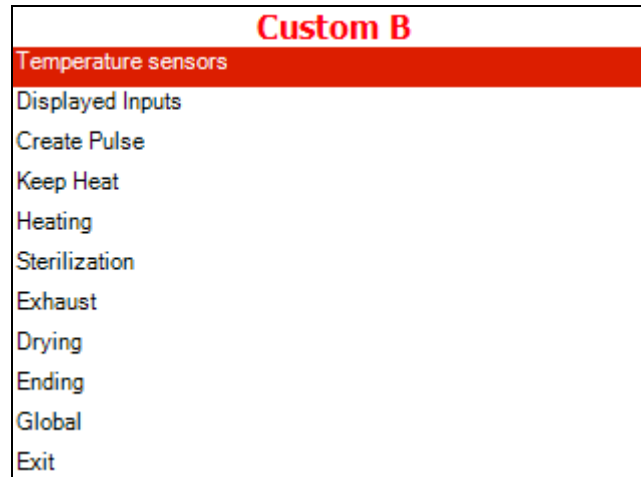 Custom B
Temperature sensors
Displayed Inputs
Create Pulse
Keep Heat
Heating
Sterilization
Exhaust
Drying
Ending
Global
Exit